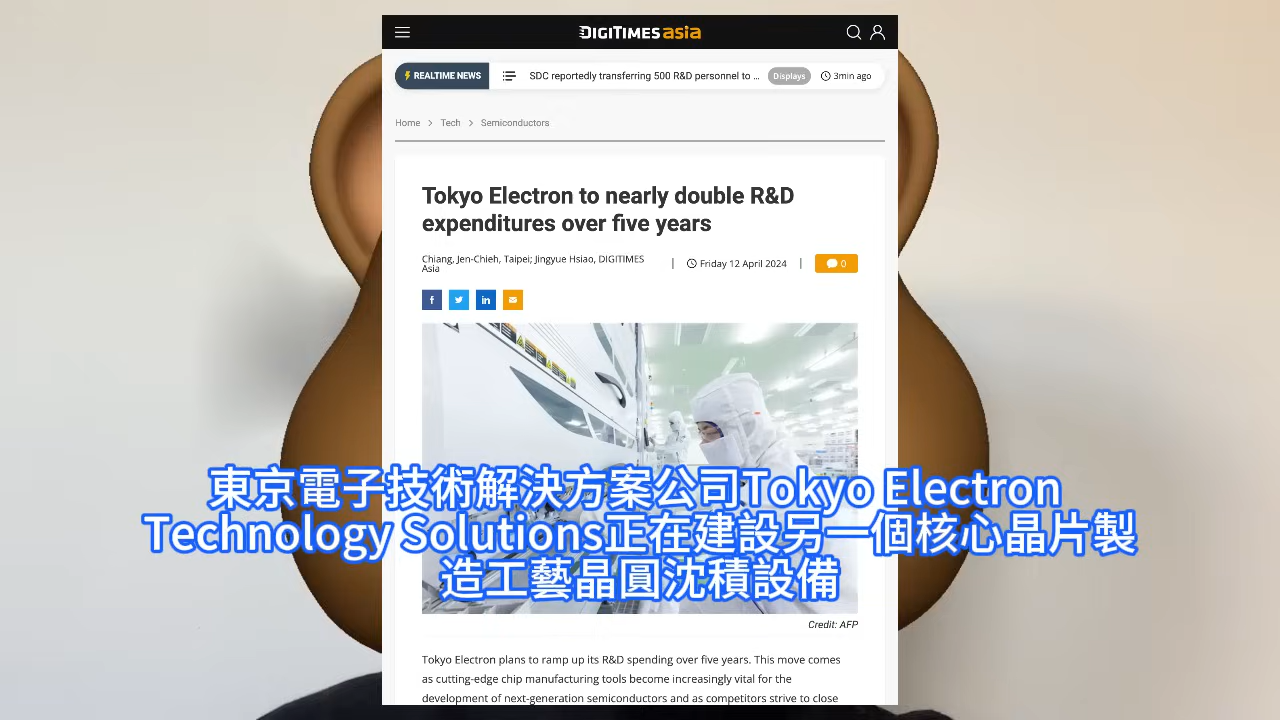 DIGITIMES asia
REALTIME NEWS
SDC reportedly transferring 500 R&D personnel to ...
Displays
3min ago
Home > Tech > Semiconductors
Tokyo Electron to nearly double R&D
expenditures over five years
Chiang, Jen-Chieh, Taipei; Jingyue Hsiao, DIGITIMES
Asia
| Friday 12 April 2024 |
0
東京電子技術解決方案公司Tokyo Electron
Technology Solutions正在建設另一個核心晶片製
造工藝晶圓沈積設備
Credit: AFP
Tokyo Electron plans to ramp up its R&D spending over five years. This move comes
as cutting-edge chip manufacturing tools become increasingly vital for the
development of next-generation semiconductors and as competitors strive to close